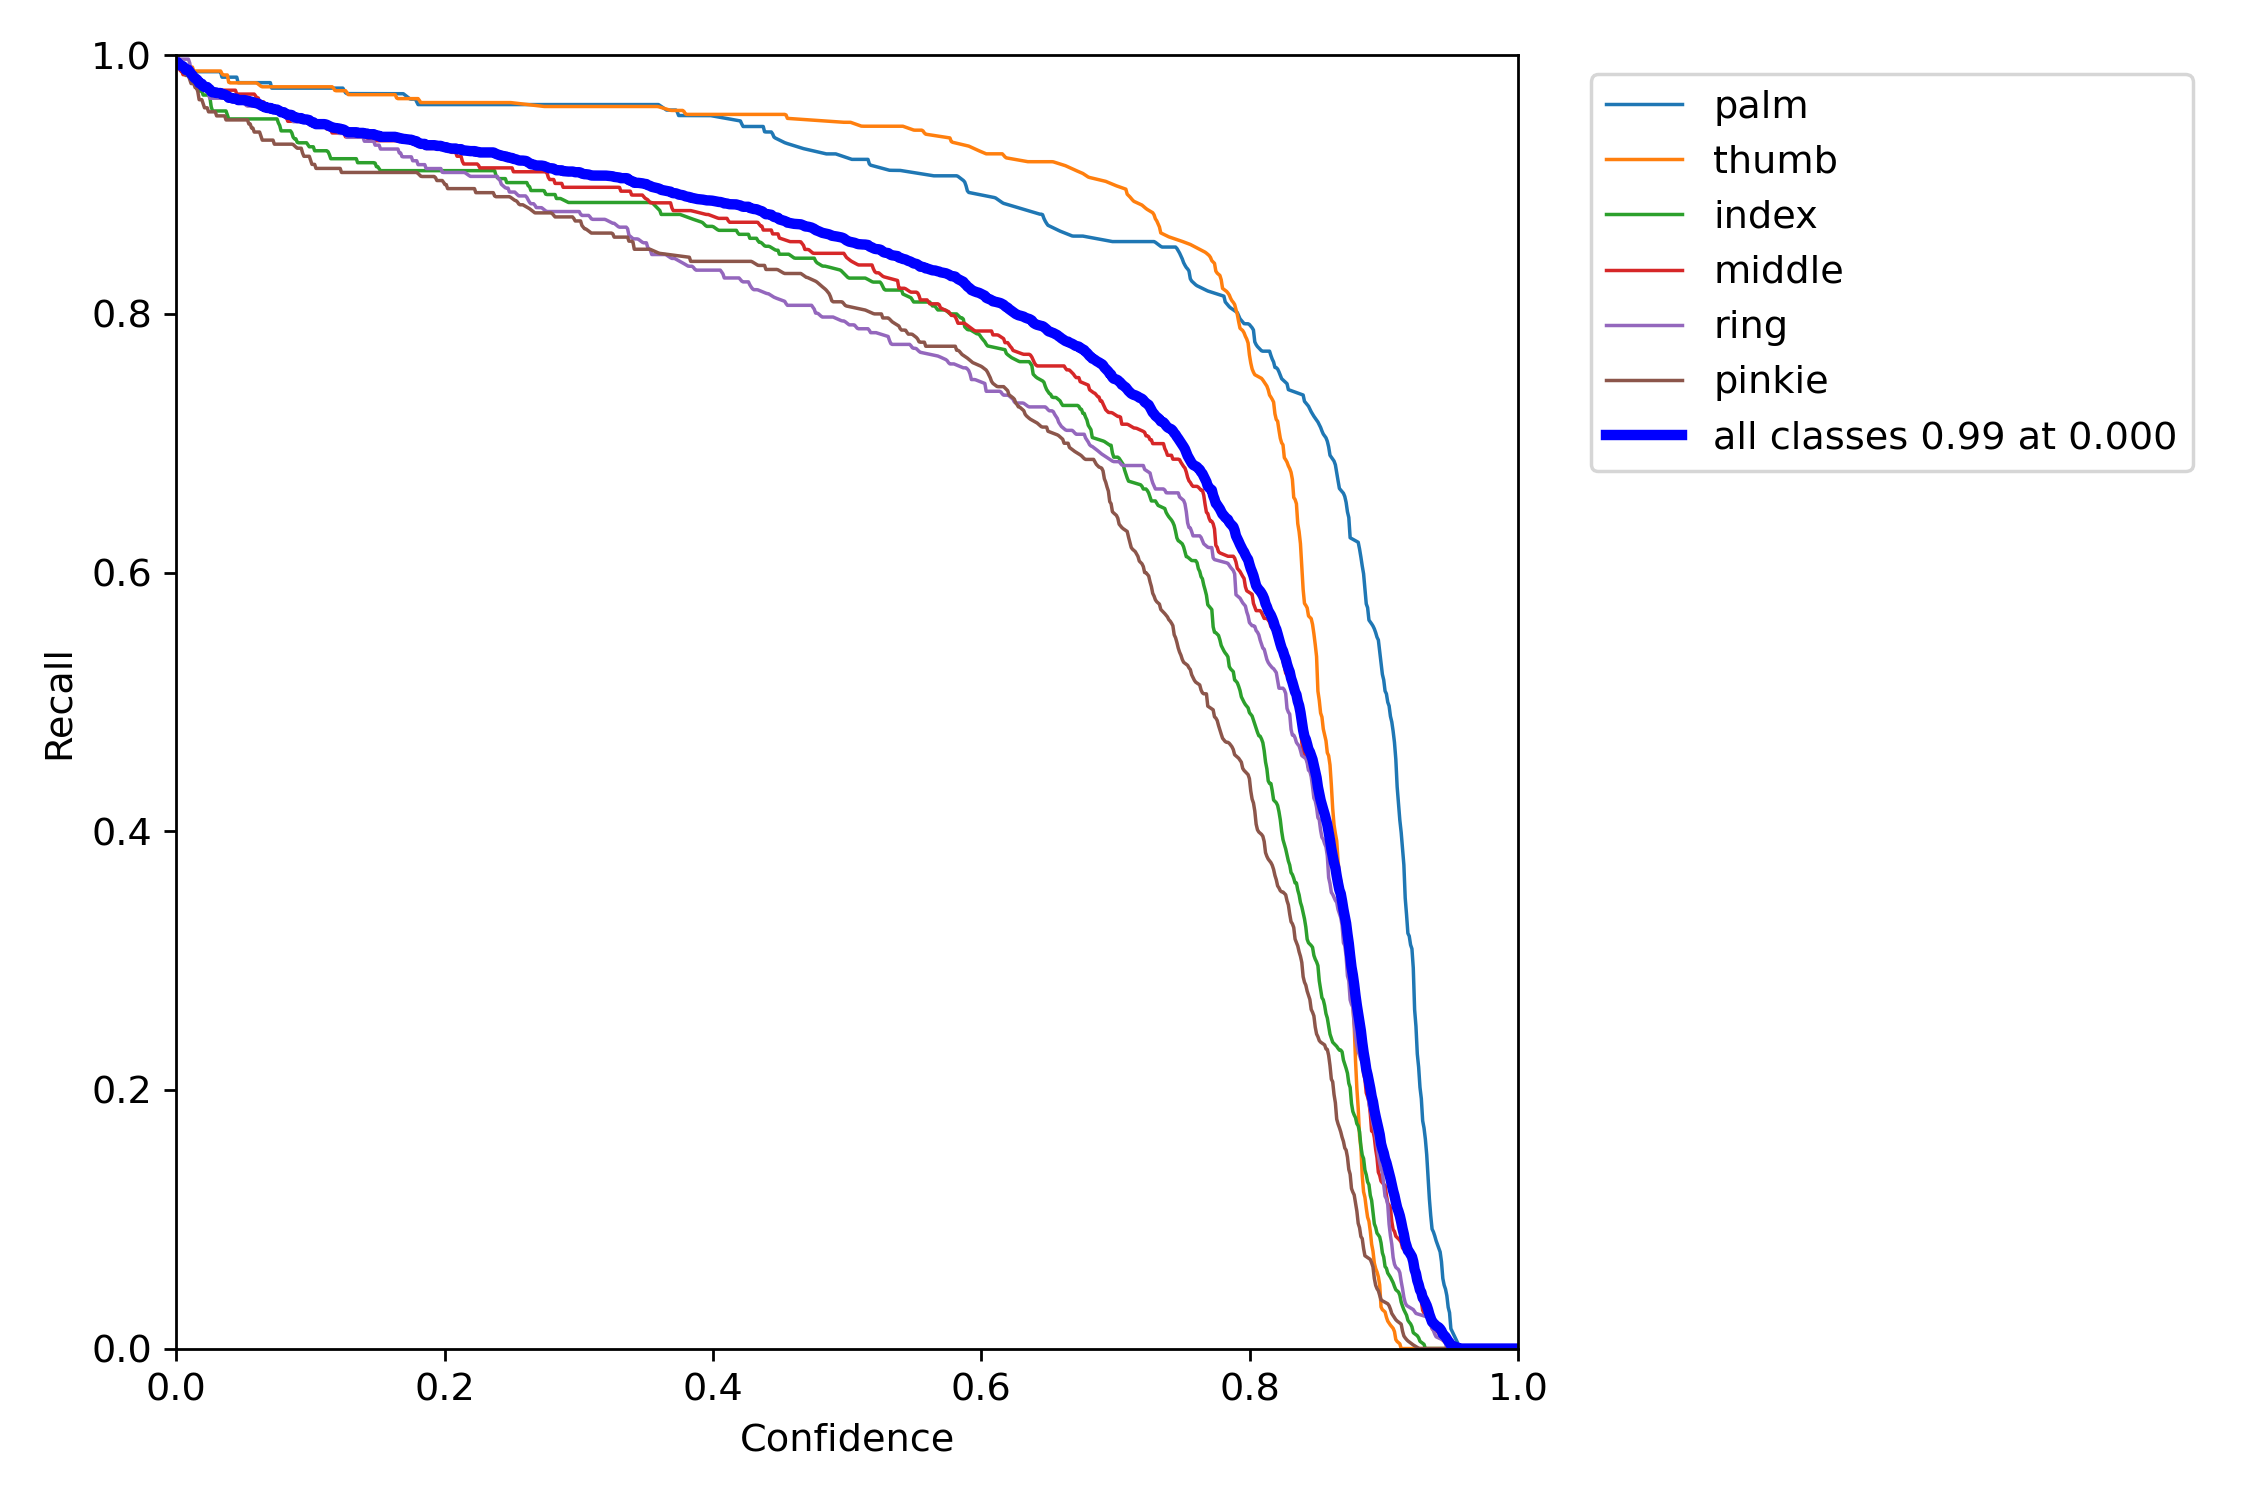 1.0
0.8
0.6
0.4
0.2
0.0
Recall
0.0 0.2 0.4 0.6 0.8 1.0
Confidence
palm
thumb
index
middle
ring
pinkie
all classes 0.99 at 0.000